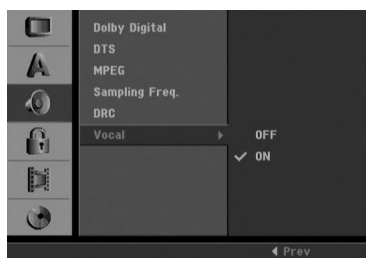 Dolby Digital
DTS
MPEG
Sampling Freq.
DRC
Vocal
OFF
ON
Prev